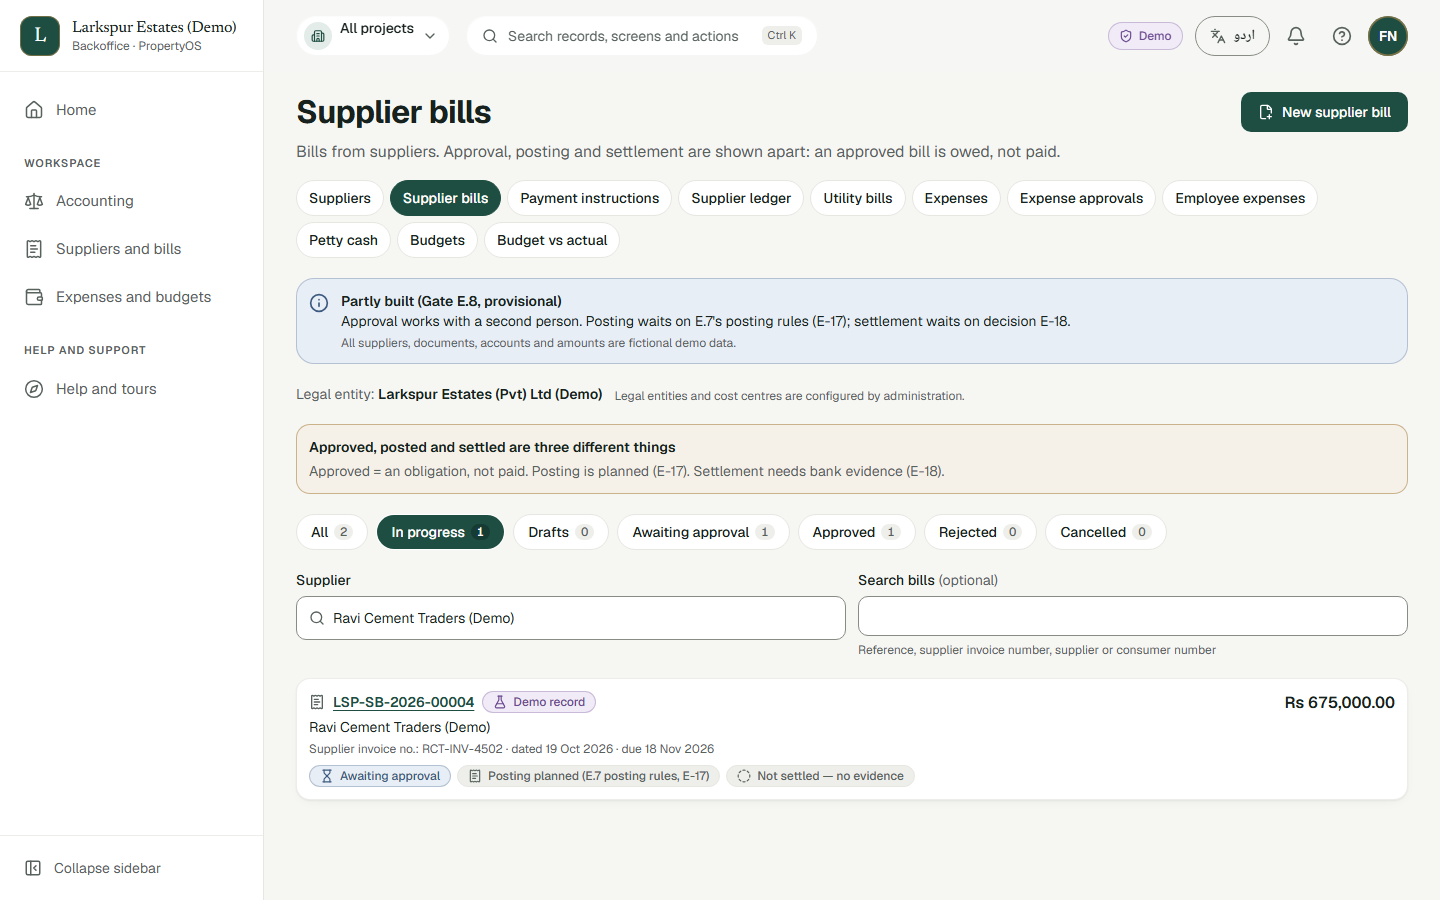 L
Larkspur Estates (Demo)
Backoffice · PropertyOS
Home
WORKSPACE
Accounting
Suppliers and bills
Expenses and budgets
HELP AND SUPPORT
Help and tours
Collapse sidebar
All projects
Search records, screens and actions
Ctrl K
Demo
اردو
FN
Supplier bills
New supplier bill
Bills from suppliers. Approval, posting and settlement are shown apart: an approved bill is owed, not paid.
Suppliers
Supplier bills
Payment instructions
Supplier ledger
Utility bills
Expenses
Expense approvals
Employee expenses
Petty cash
Budgets
Budget vs actual
Partly built (Gate E.8, provisional)
Approval works with a second person. Posting waits on E.7's posting rules (E-17); settlement waits on decision E-18.
All suppliers, documents, accounts and amounts are fictional demo data.
Legal entity: Larkspur Estates (Pvt) Ltd (Demo) Legal entities and cost centres are configured by administration.
Approved, posted and settled are three different things
Approved = an obligation, not paid. Posting is planned (E-17). Settlement needs bank evidence (E-18).
All 2
In progress 1
Drafts 0
Awaiting approval 1
Approved 1
Rejected 0
Cancelled 0
Supplier
Ravi Cement Traders (Demo)
Search bills (optional)
Reference, supplier invoice number, supplier or consumer number
LSP-SB-2026-00004
Demo record
Rs 675,000.00
Ravi Cement Traders (Demo)
Supplier invoice no.: RCT-INV-4502 · dated 19 Oct 2026 · due 18 Nov 2026
Awaiting approval
Posting planned (E.7 posting rules, E-17)
Not settled — no evidence